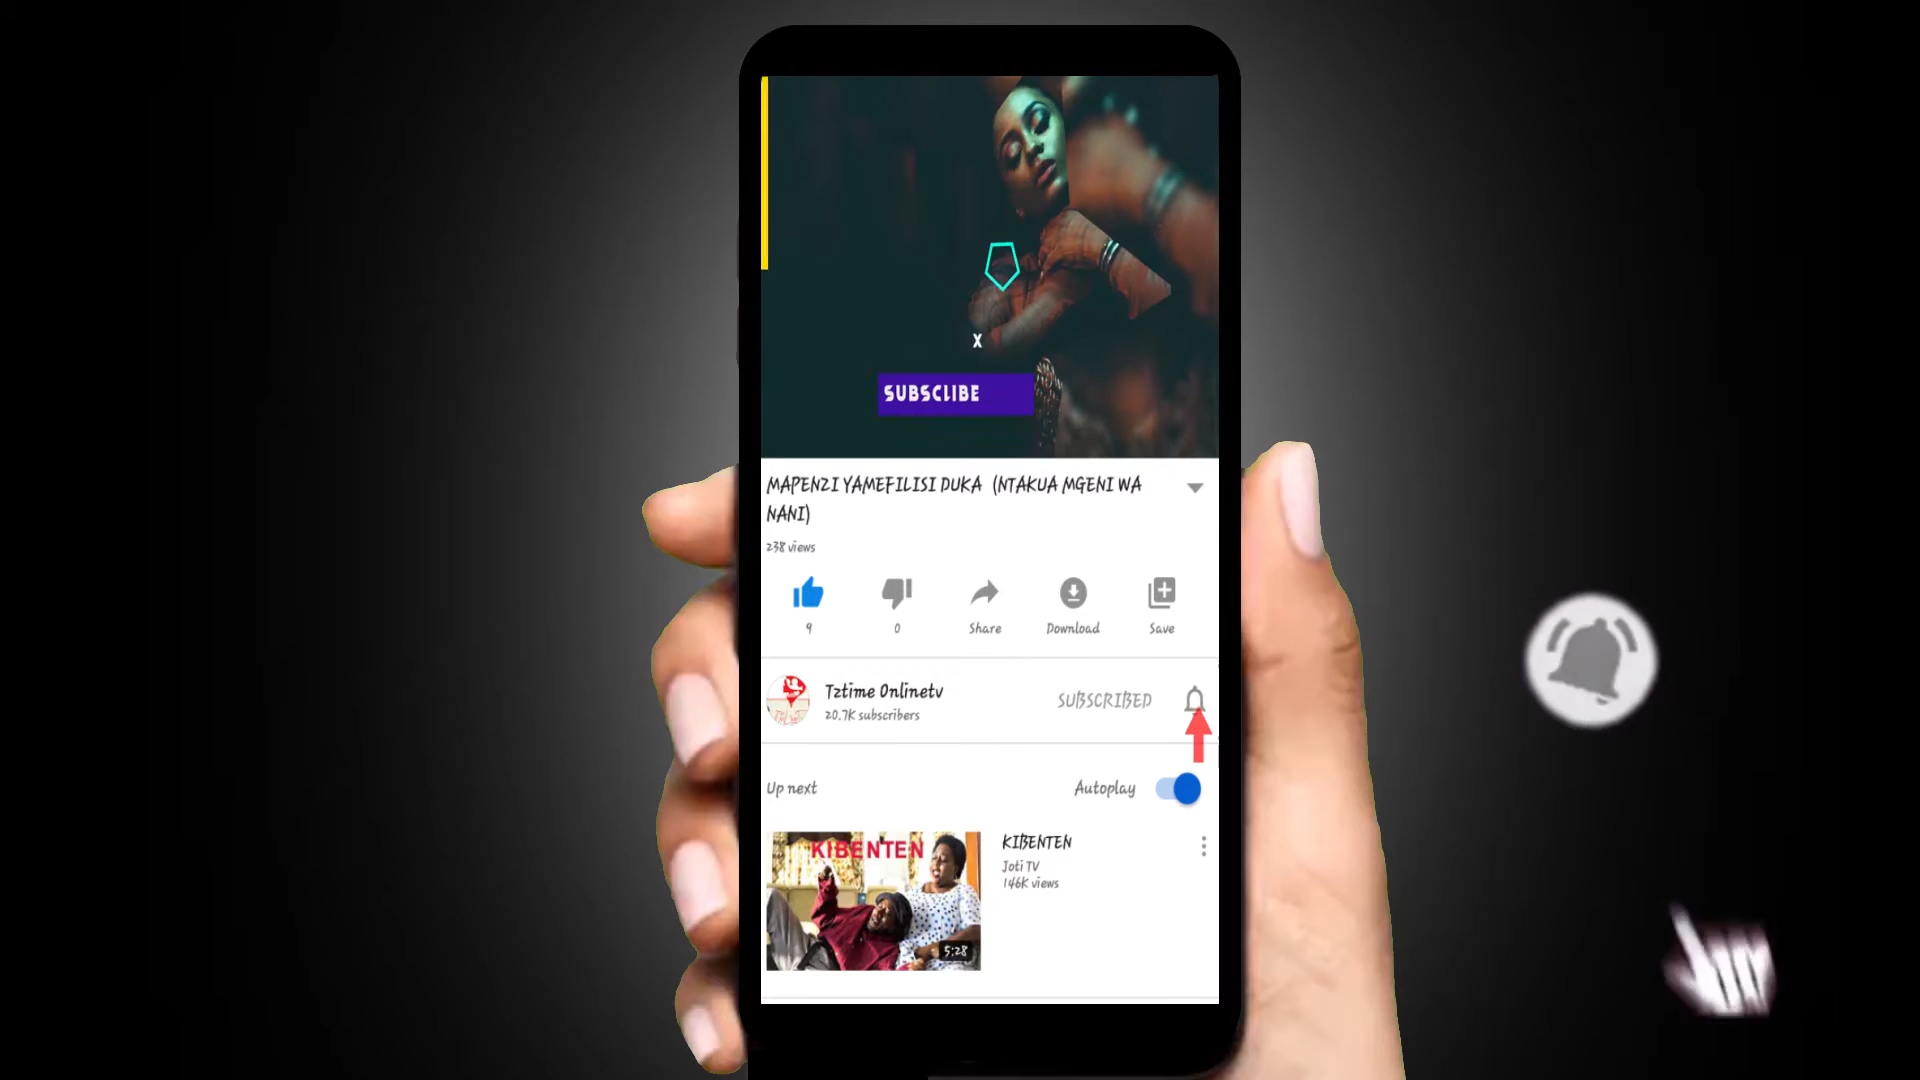 X
SUBSCLIBE
MAPENZI YAMEFILISI DUKA (NTAKUA MGENI WA
NANI)
238 views
9
0
Share
Download
Save
Tztime Onlinetv
20.7K subscribers
SUBSCRIBED
Up next
Autoplay
KIBENTEN
5:28
KIBENTEN
Joti TV
146K views